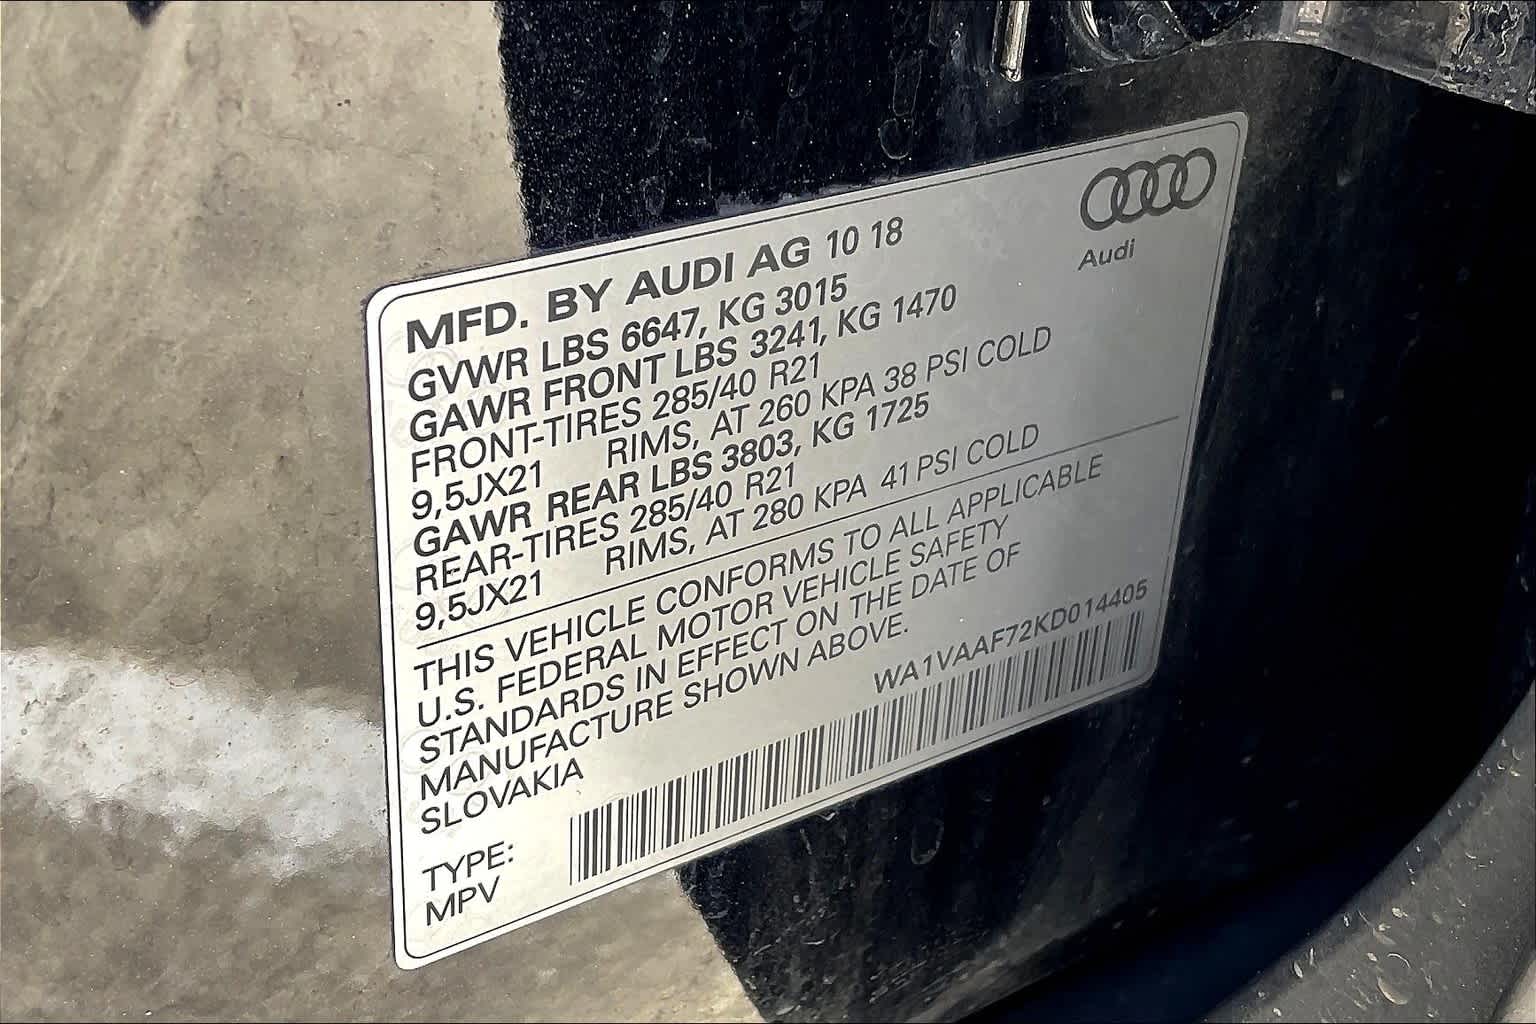 MFD. BY AUDI AG 10 18
GVWR LBS 6647, KG 3015
GAWR FRONT LBS 3241, KG 1470
FRONT-TIRES 285/40 R21
9,5JX21 RIMS, AT 260 KPA 38 PSI COLD
GAWR REAR LBS 3803, KG 1725
REAR-TIRES 285/40 R21
9,5JX21 RIMS, AT 280 KPA 41 PSI COLD
THIS VEHICLE CONFORMS TO ALL APPLICABLE
U.S. FEDERAL MOTOR VEHICLE SAFETY
STANDARDS IN EFFECT ON THE DATE OF
MANUFACTURE SHOWN ABOVE.
SLOVAKIA
WA1VAAF72KD014405
TYPE:
MPV
Audi